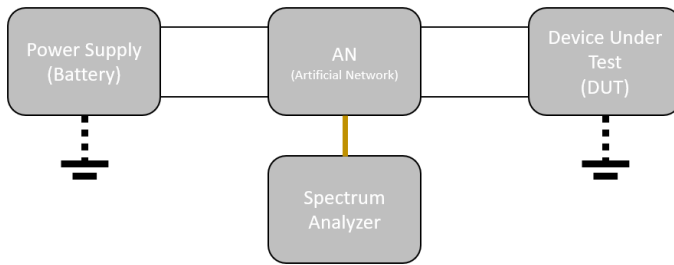 Power Supply
(Battery)
AN
(Artificial Network)
Device Under
Test
(DUT)
Spectrum
Analyzer